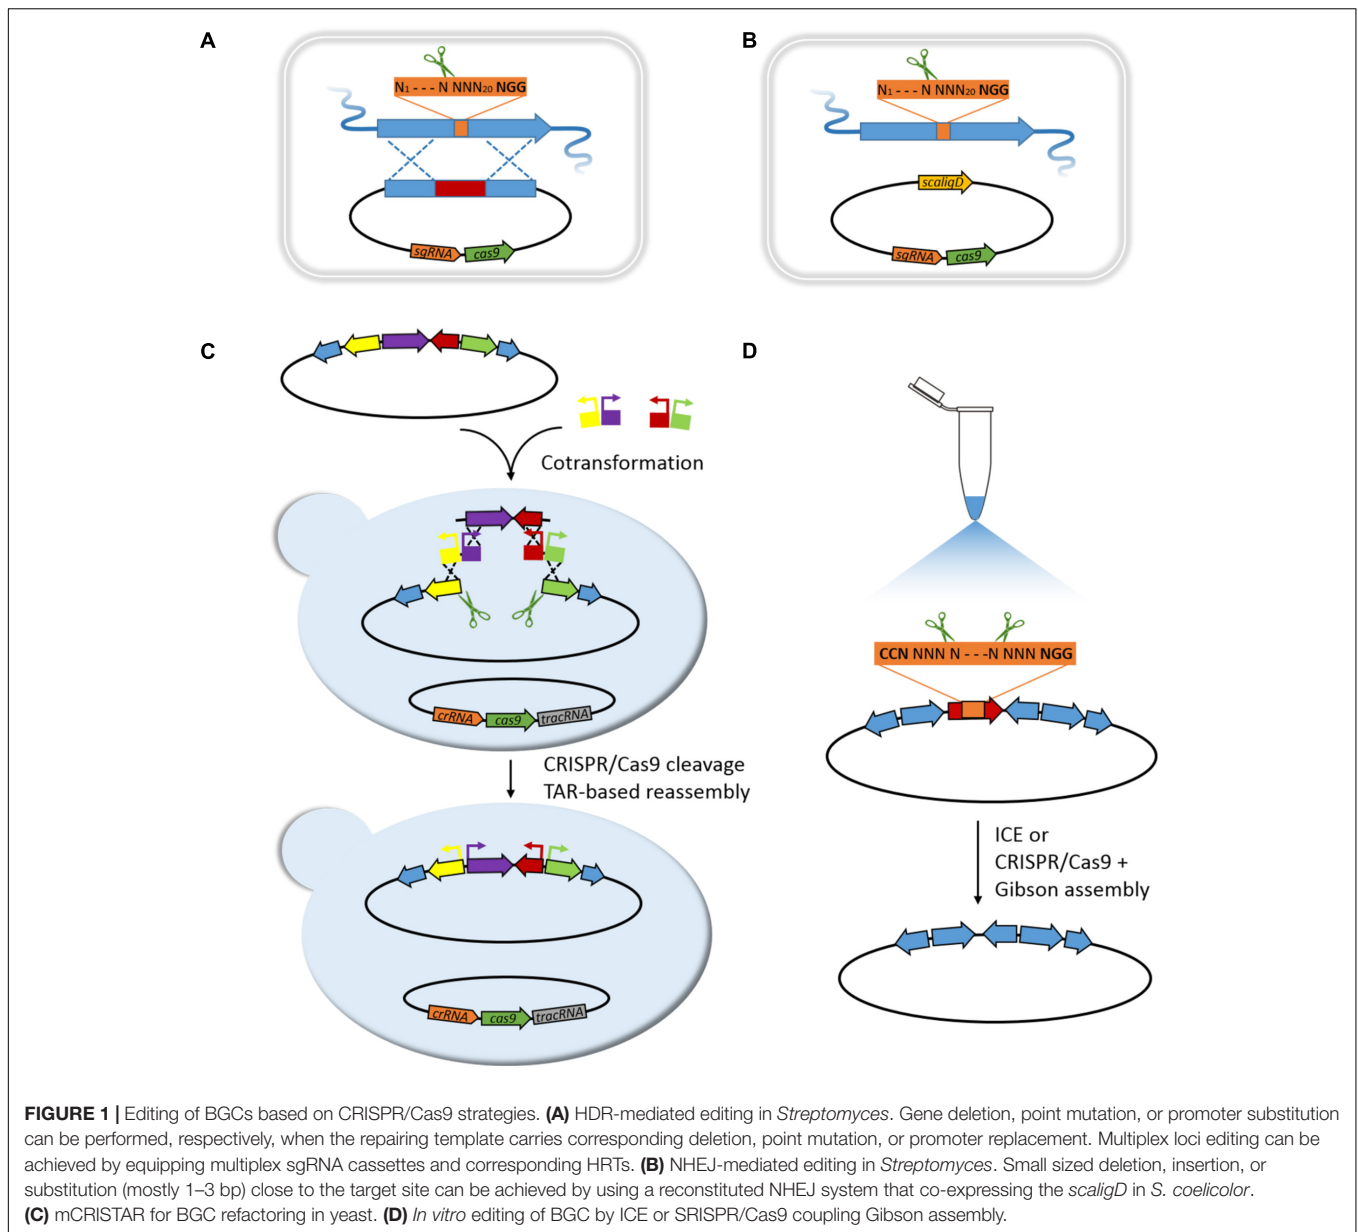 A
N1 - - - N NNN20 NGG
sgRNA
cas9
B
N1 - - - N NNN20 NGG
scaligD
sgRNA
cas9
C
Cotransformation
crRNA
cas9
tracRNA
CRISPR/Cas9 cleavage
TAR-based reassembly
crRNA
cas9
tracRNA
D
CCN NNN N - - -N NNN NGG
ICE or
CRISPR/Cas9 +
Gibson assembly
FIGURE 1 | Editing of BGCs based on CRISPR/Cas9 strategies. (A) HDR-mediated editing in Streptomyces. Gene deletion, point mutation, or promoter substitution
can be performed, respectively, when the repairing template carries corresponding deletion, point mutation, or promoter replacement. Multiplex loci editing can be
achieved by equipping multiplex sgRNA cassettes and corresponding HRTs. (B) NHEJ-mediated editing in Streptomyces. Small sized deletion, insertion, or
substitution (mostly 1–3 bp) close to the target site can be achieved by using a reconstituted NHEJ system that co-expressing the scaligD in S. coelicolor.
(C) mCRISTAR for BGC refactoring in yeast. (D) In vitro editing of BGC by ICE or SRISPR/Cas9 coupling Gibson assembly.